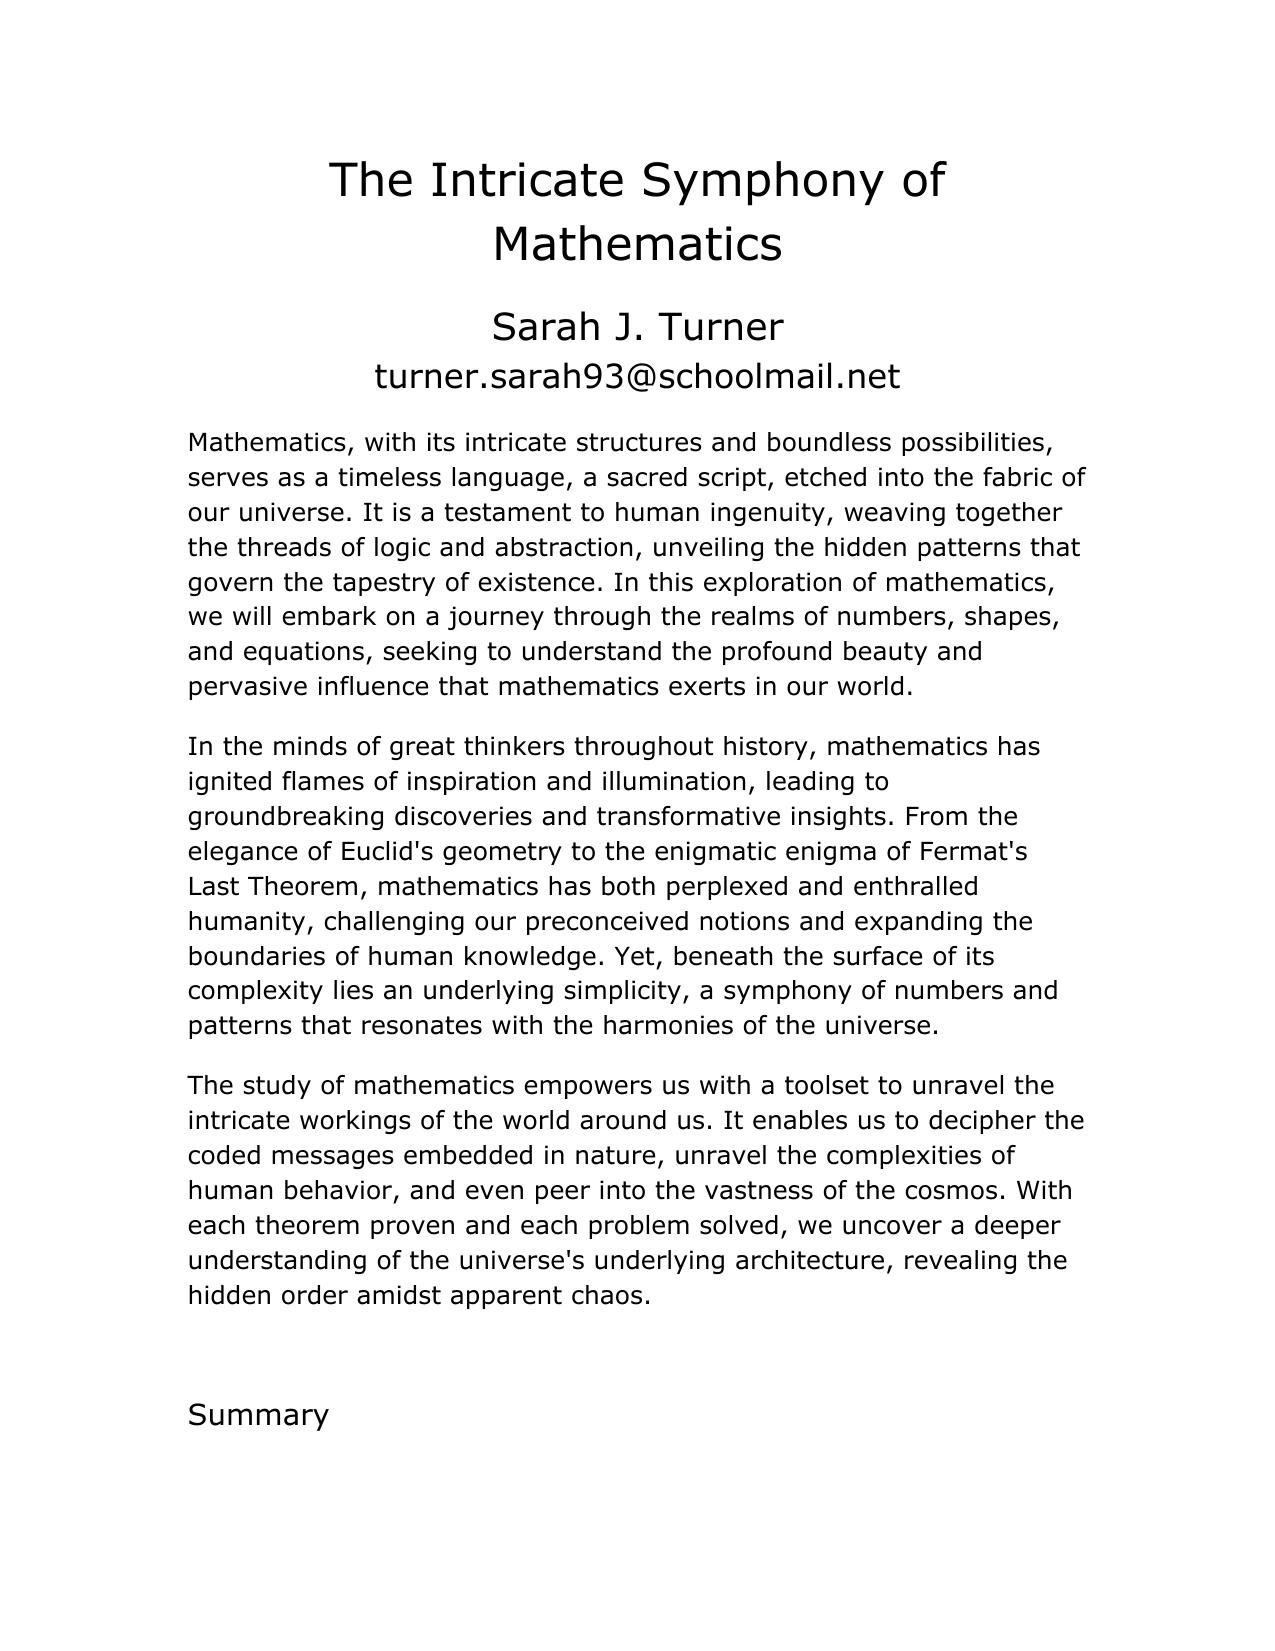 The Intricate Symphony of
Mathematics
Sarah J. Turner
turner.sarah93@schoolmail.net
Mathematics, with its intricate structures and boundless possibilities,
serves as a timeless language, a sacred script, etched into the fabric of
our universe. It is a testament to human ingenuity, weaving together
the threads of logic and abstraction, unveiling the hidden patterns that
govern the tapestry of existence. In this exploration of mathematics,
we will embark on a journey through the realms of numbers, shapes,
and equations, seeking to understand the profound beauty and
pervasive influence that mathematics exerts in our world.
In the minds of great thinkers throughout history, mathematics has
ignited flames of inspiration and illumination, leading to
groundbreaking discoveries and transformative insights. From the
elegance of Euclid's geometry to the enigmatic enigma of Fermat's
Last Theorem, mathematics has both perplexed and enthralled
humanity, challenging our preconceived notions and expanding the
boundaries of human knowledge. Yet, beneath the surface of its
complexity lies an underlying simplicity, a symphony of numbers and
patterns that resonates with the harmonies of the universe.
The study of mathematics empowers us with a toolset to unravel the
intricate workings of the world around us. It enables us to decipher the
coded messages embedded in nature, unravel the complexities of
human behavior, and even peer into the vastness of the cosmos. With
each theorem proven and each problem solved, we uncover a deeper
understanding of the universe's underlying architecture, revealing the
hidden order amidst apparent chaos.
Summary